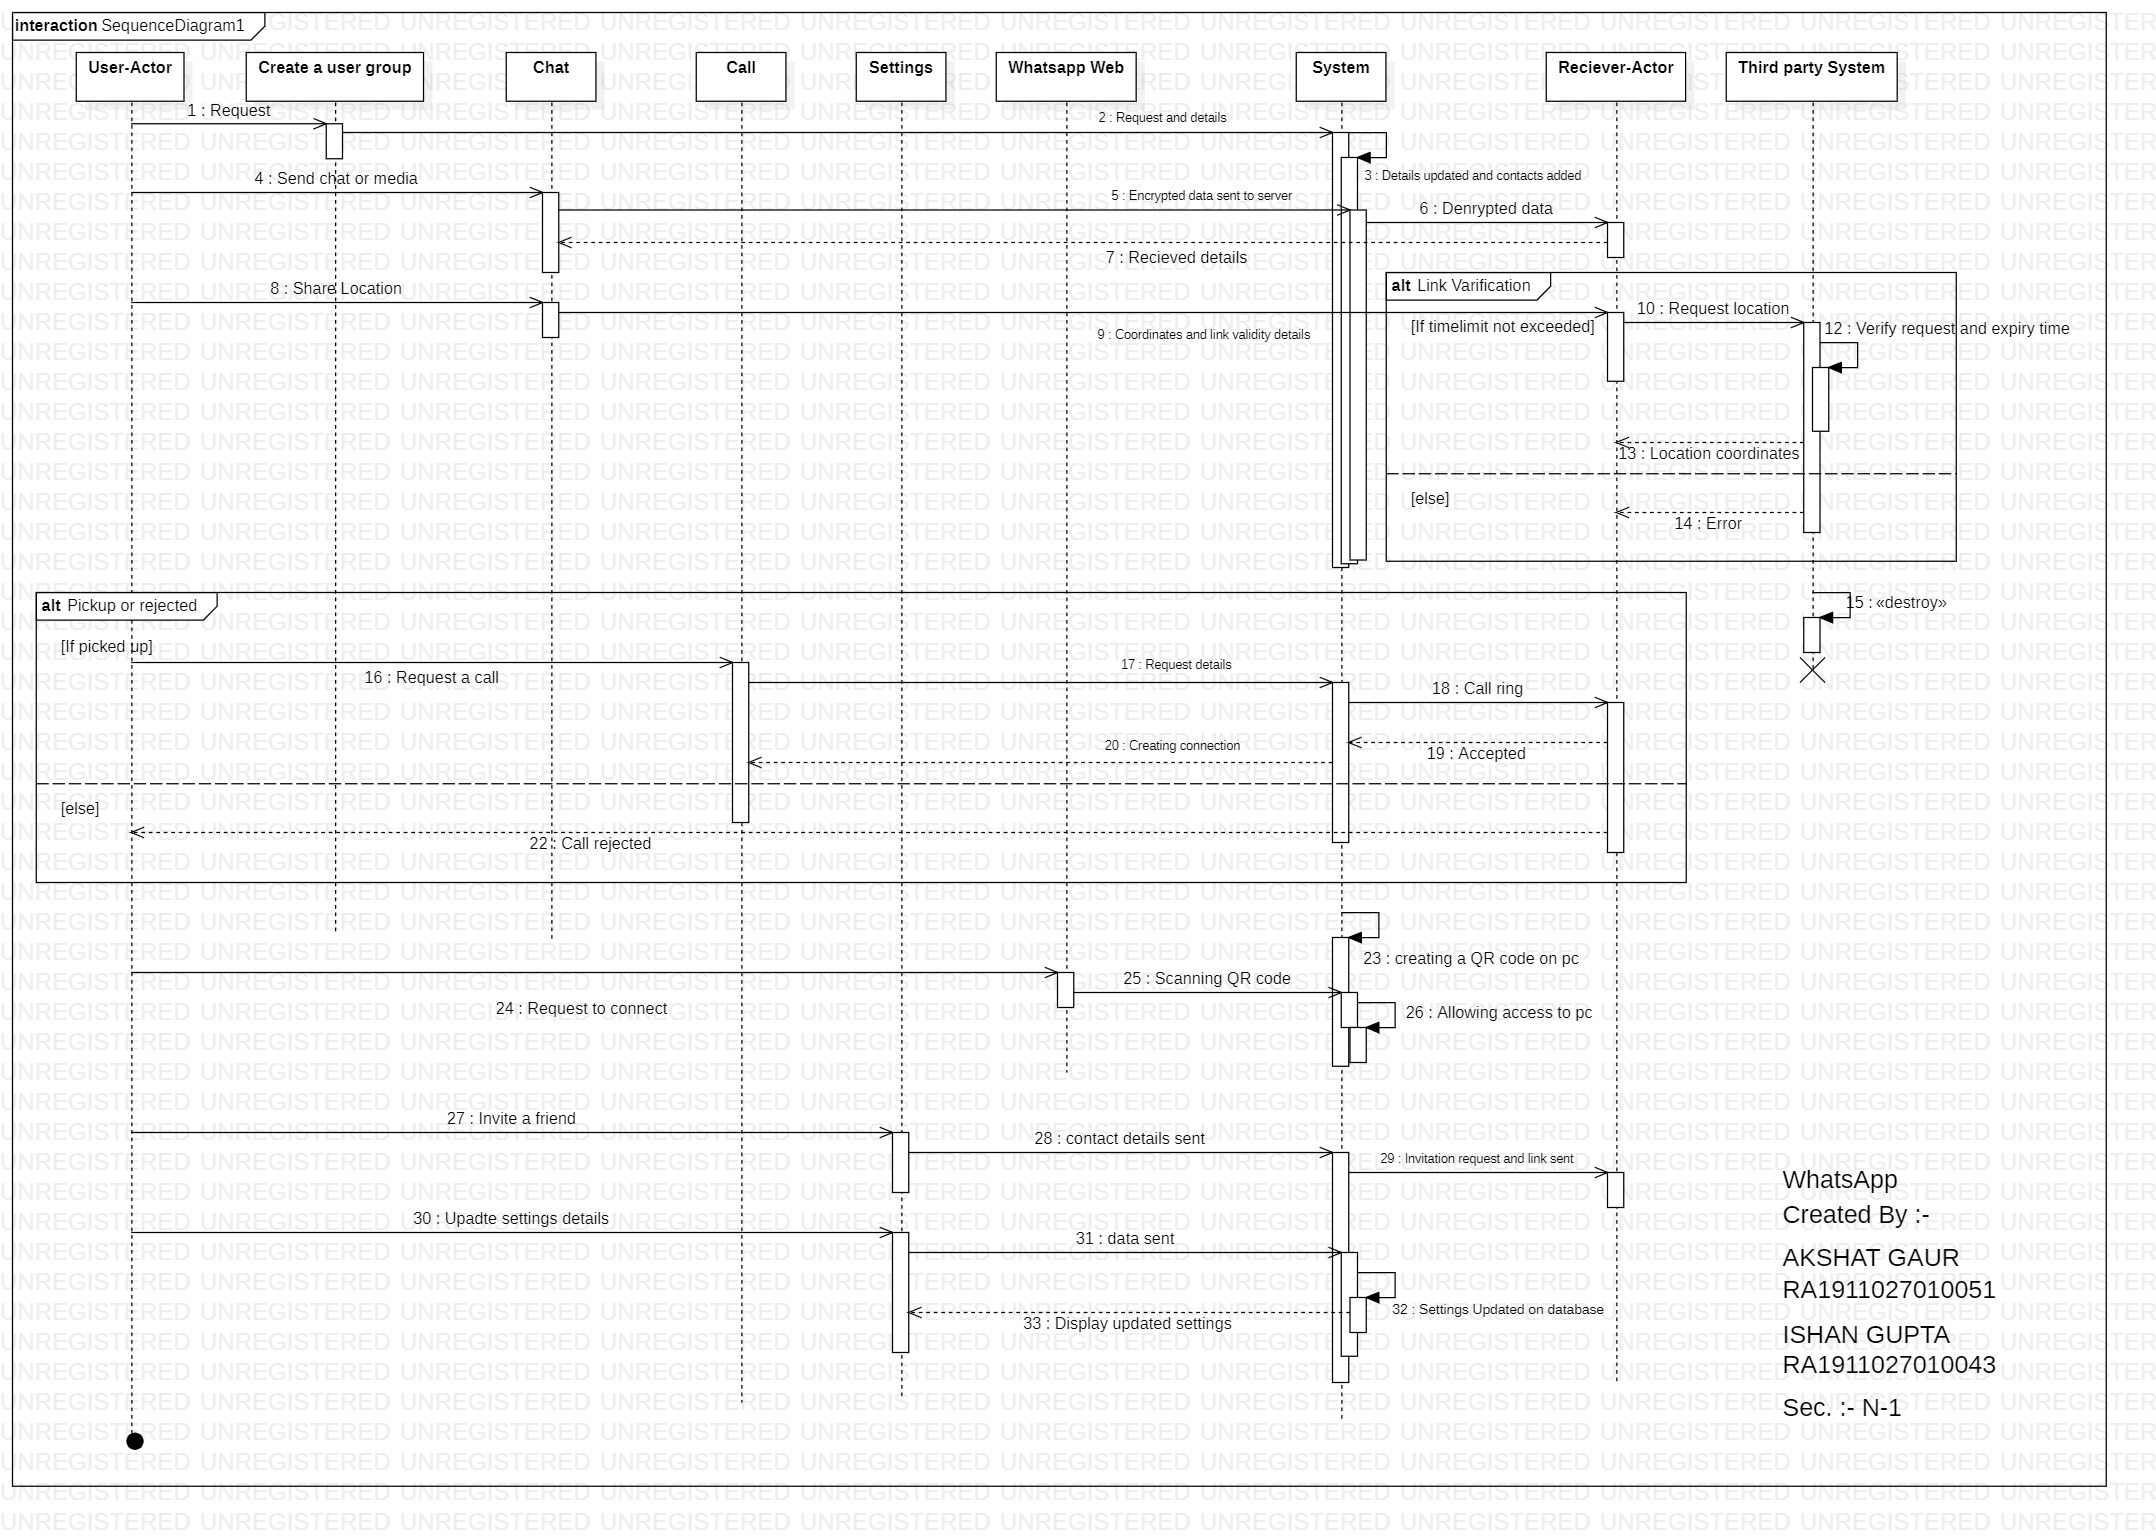 interaction SequenceDiagram1
User-Actor
Create a user group
Chat
Call
Settings
Whatsapp Web
System
Reciever-Actor
Third party System
1 : Request
2 : Request and details
3 : Details updated and contacts added
4 : Send chat or media
5 : Encrypted data sent to server
6 : Denrypted data
7 : Recieved details
8 : Share Location
alt Link Varification
9 : Coordinates and link validity details
[If timelimit not exceeded]
10 : Request location
12 : Verify request and expiry time
13 : Location coordinates
[else]
14 : Error
15 : «destroy»
alt Pickup or rejected
[If picked up]
16 : Request a call
17 : Request details
18 : Call ring
19 : Accepted
20 : Creating connection
[else]
22 : Call rejected
23 : creating a QR code on pc
24 : Request to connect
25 : Scanning QR code
26 : Allowing access to pc
27 : Invite a friend
28 : contact details sent
29 : Invitation request and link sent
30 : Upadte settings details
31 : data sent
32 : Settings Updated on database
33 : Display updated settings
WhatsApp
Created By :-
AKSHAT GAUR
RA1911027010051
ISHAN GUPTA
RA1911027010043
Sec. :- N-1
UNREGISTERED